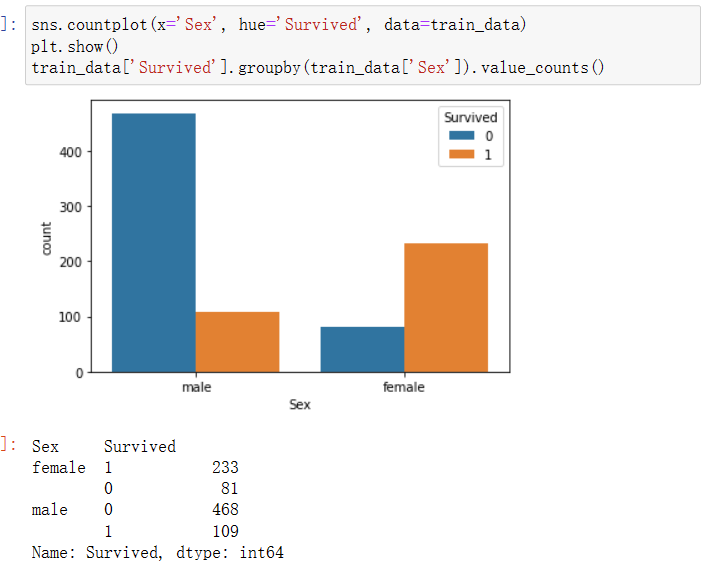 ]: sns.countplot(x='Sex', hue='Survived', data=train_data)
plt.show()
train_data['Survived'].groupby(train_data['Sex']).value_counts()
Survived
0
1
400
300
200
100
0
count
male female
Sex
]: Sex Survived
female 1 233
0 81
male 0 468
1 109
Name: Survived, dtype: int64